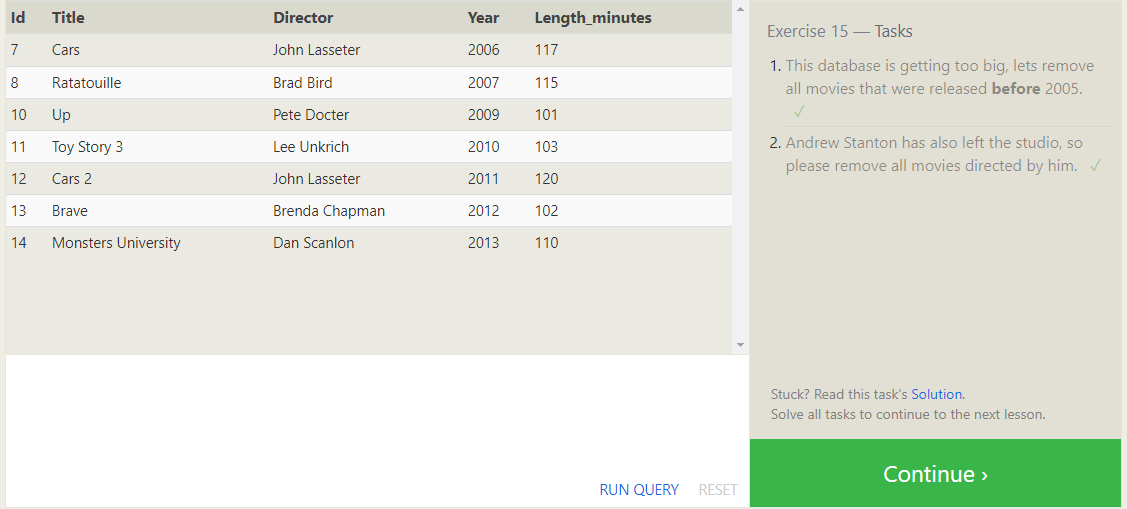 Id Title Director Year Length_minutes
7 Cars John Lasseter 2006 117
8 Ratatouille Brad Bird 2007 115
10 Up Pete Docter 2009 101
11 Toy Story 3 Lee Unkrich 2010 103
12 Cars 2 John Lasseter 2011 120
13 Brave Brenda Chapman 2012 102
14 Monsters University Dan Scanlon 2013 110
RUN QUERY RESET
Exercise 15 — Tasks
1. This database is getting too big, lets remove
all movies that were released before 2005.
✓
2. Andrew Stanton has also left the studio, so
please remove all movies directed by him. ✓
Stuck? Read this task's Solution.
Solve all tasks to continue to the next lesson.
Continue ›